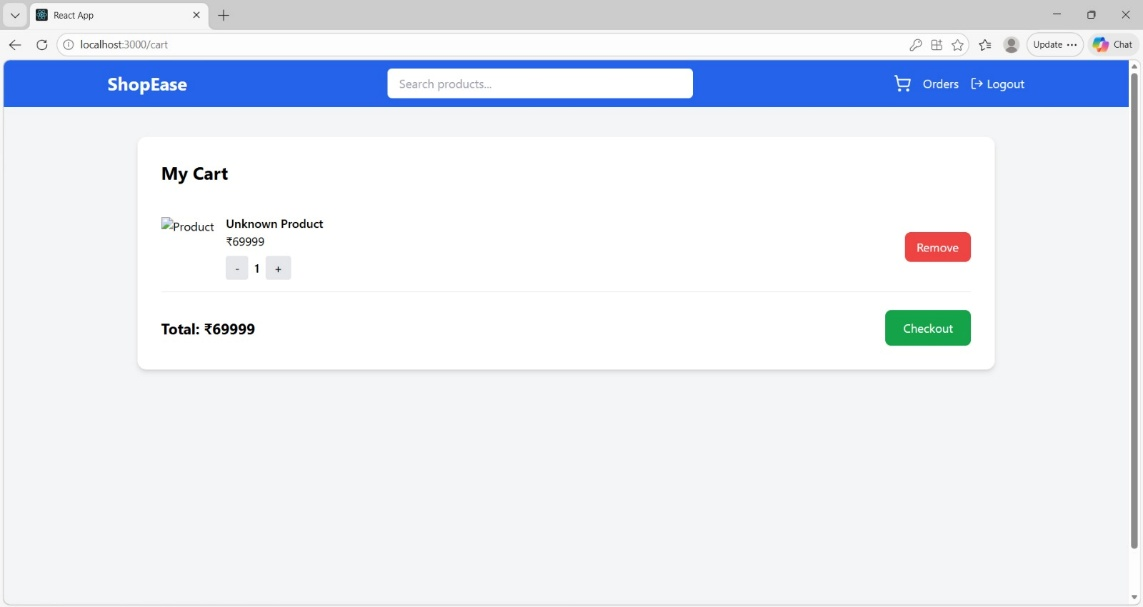 React App
localhost:3000/cart
Update
Chat
ShopEase
Search products...
Orders
Logout
My Cart
Product
Unknown Product
₹69999
- 1 +
Remove
Total: ₹69999
Checkout